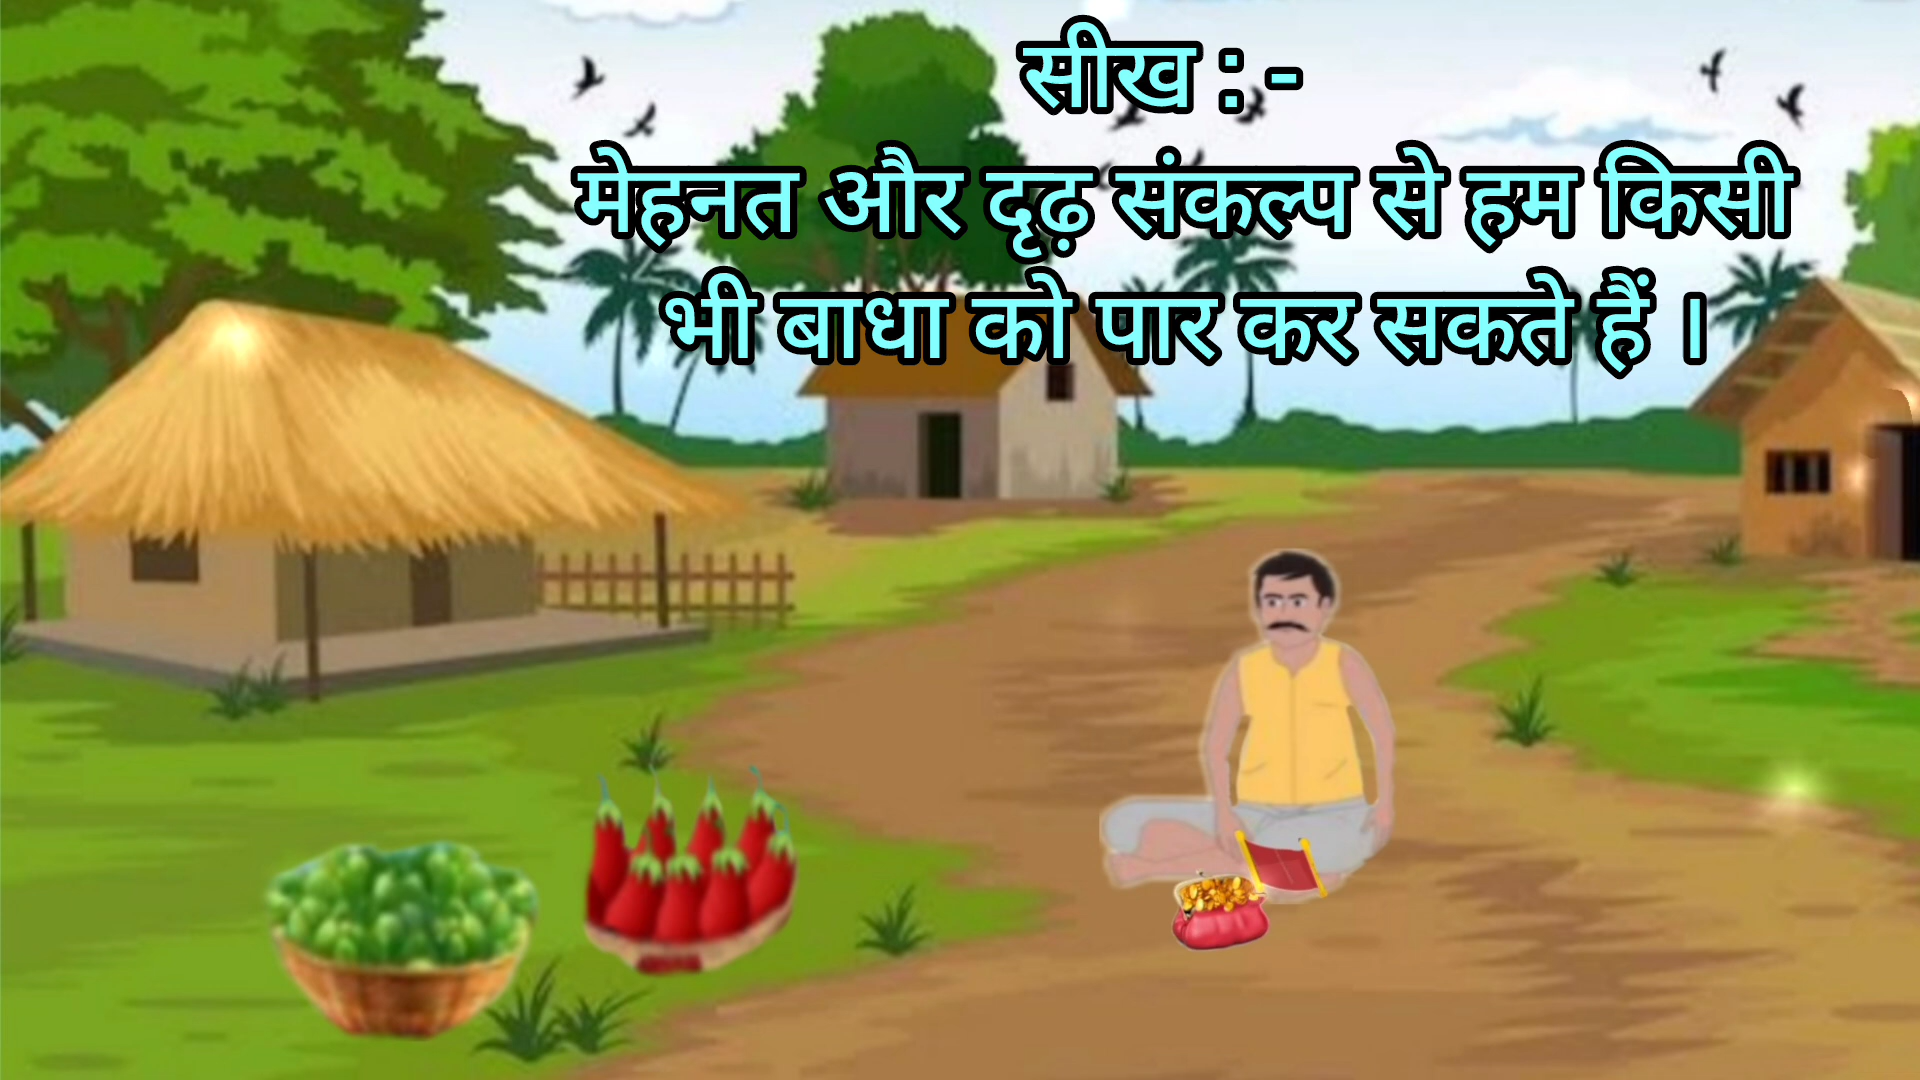 सीख : -
मेहनत और दृढ़ संकल्प से हम किसी
भी बाधा को पार कर सकते हैं ।